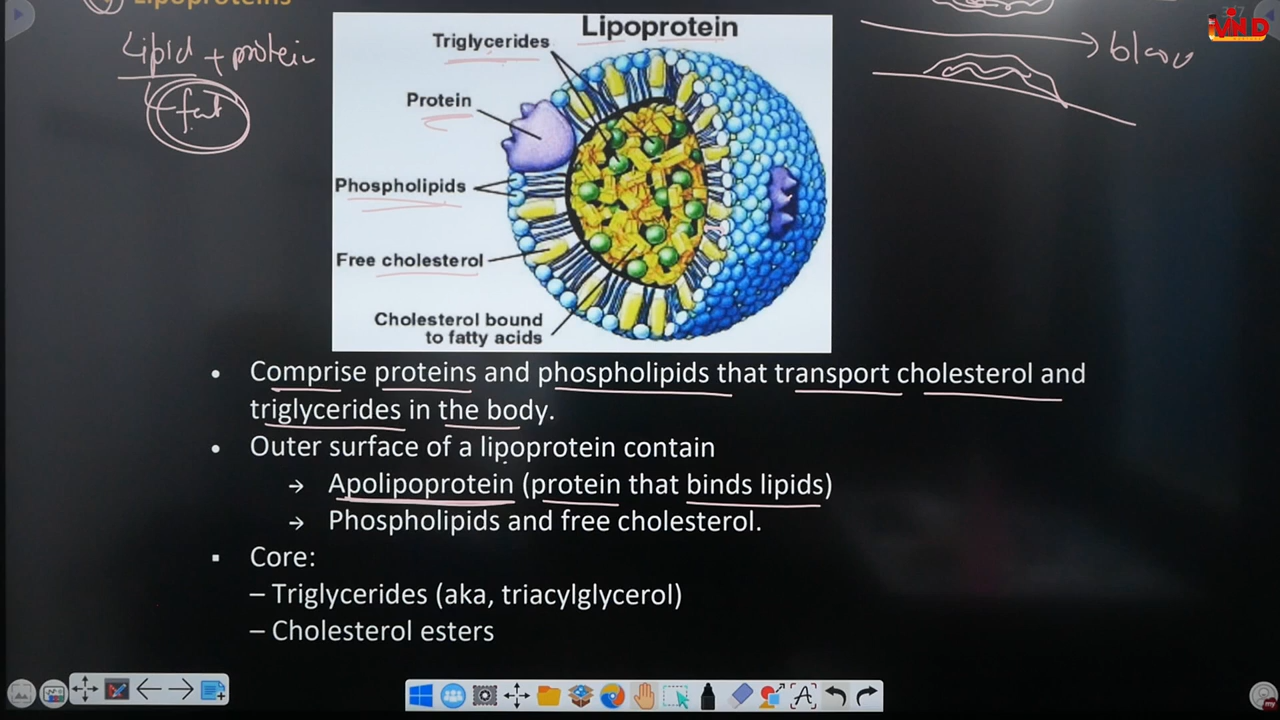 Lipoproteins
Lipid + protein
fat
Lipoprotein
Triglycerides
Protein
Phospholipids
Free cholesterol
Cholesterol bound
to fatty acids
• Comprise proteins and phospholipids that transport cholesterol and
triglycerides in the body.
• Outer surface of a lipoprotein contain
→ Apolipoprotein (protein that binds lipids)
→ Phospholipids and free cholesterol.
▪ Core:
– Triglycerides (aka, triacylglycerol)
– Cholesterol esters